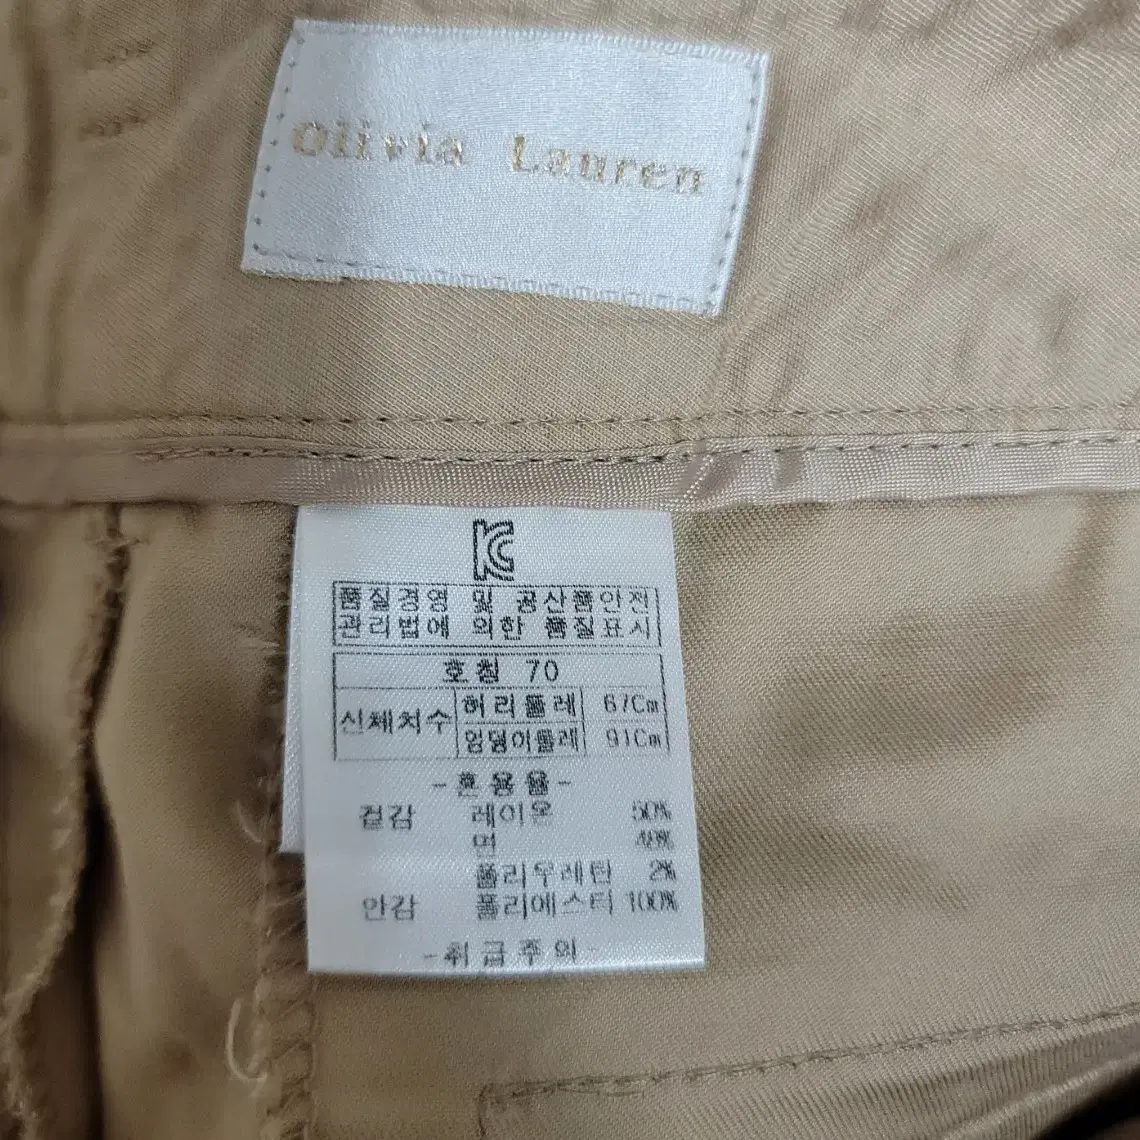 Olivia Lauren
KC
품질경영 및 공산품안전
관리법에 의한 품질표시
호칭 70
신체치수 허리둘레 67Cm
엉덩이둘레 91Cm
-혼용율-
겉감 레이온 50%
면 48%
폴리우레탄 2%
안감 폴리에스터 100%
-취급주의-